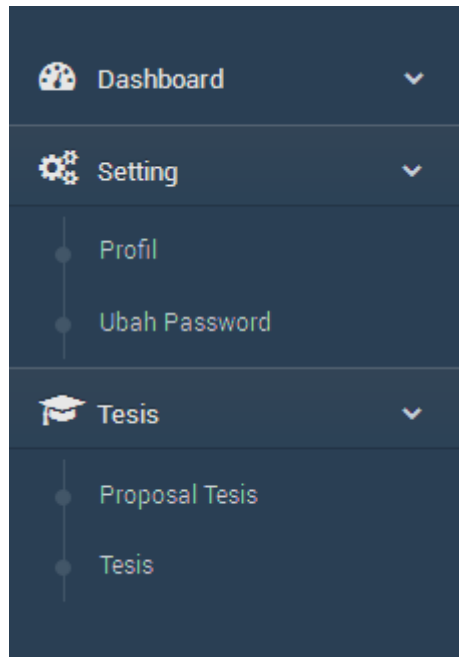 Dashboard
Setting
Profil
Ubah Password
Tesis
Proposal Tesis
Tesis